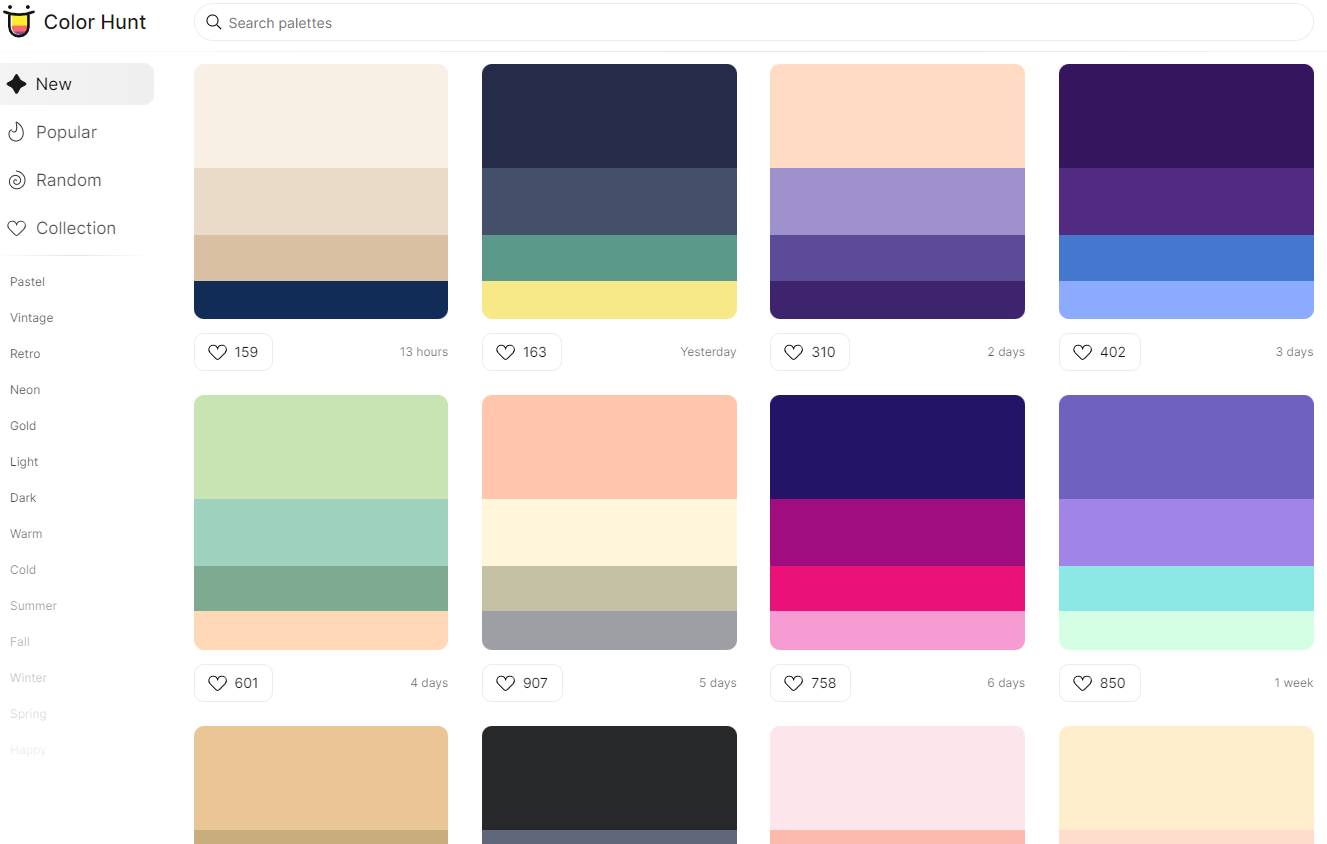 Color Hunt
Search palettes
New
Popular
Random
Collection
Pastel
Vintage
Retro
Neon
Gold
Light
Dark
Warm
Cold
Summer
Fall
Winter
Spring
Happy
159 13 hours
163 Yesterday
310 2 days
402 3 days
601 4 days
907 5 days
758 6 days
850 1 week